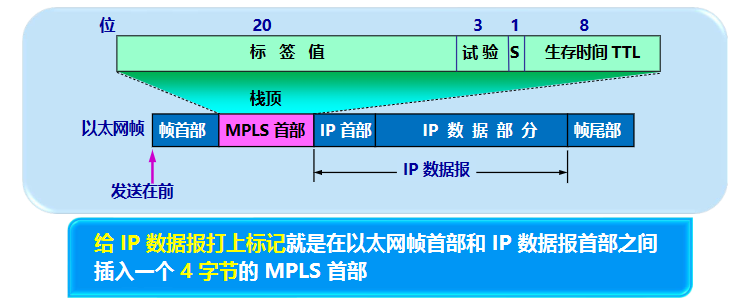 位 20 3 1 8
标 签 值 试 验 S 生存时间 TTL
栈顶
以太网帧 帧首部 MPLS 首部 IP 首部 IP 数 据 部 分 帧尾部
IP 数据报
发送在前
给 IP 数据报打上标记就是在以太网帧首部和 IP 数据报首部之间
插入一个 4 字节的 MPLS 首部